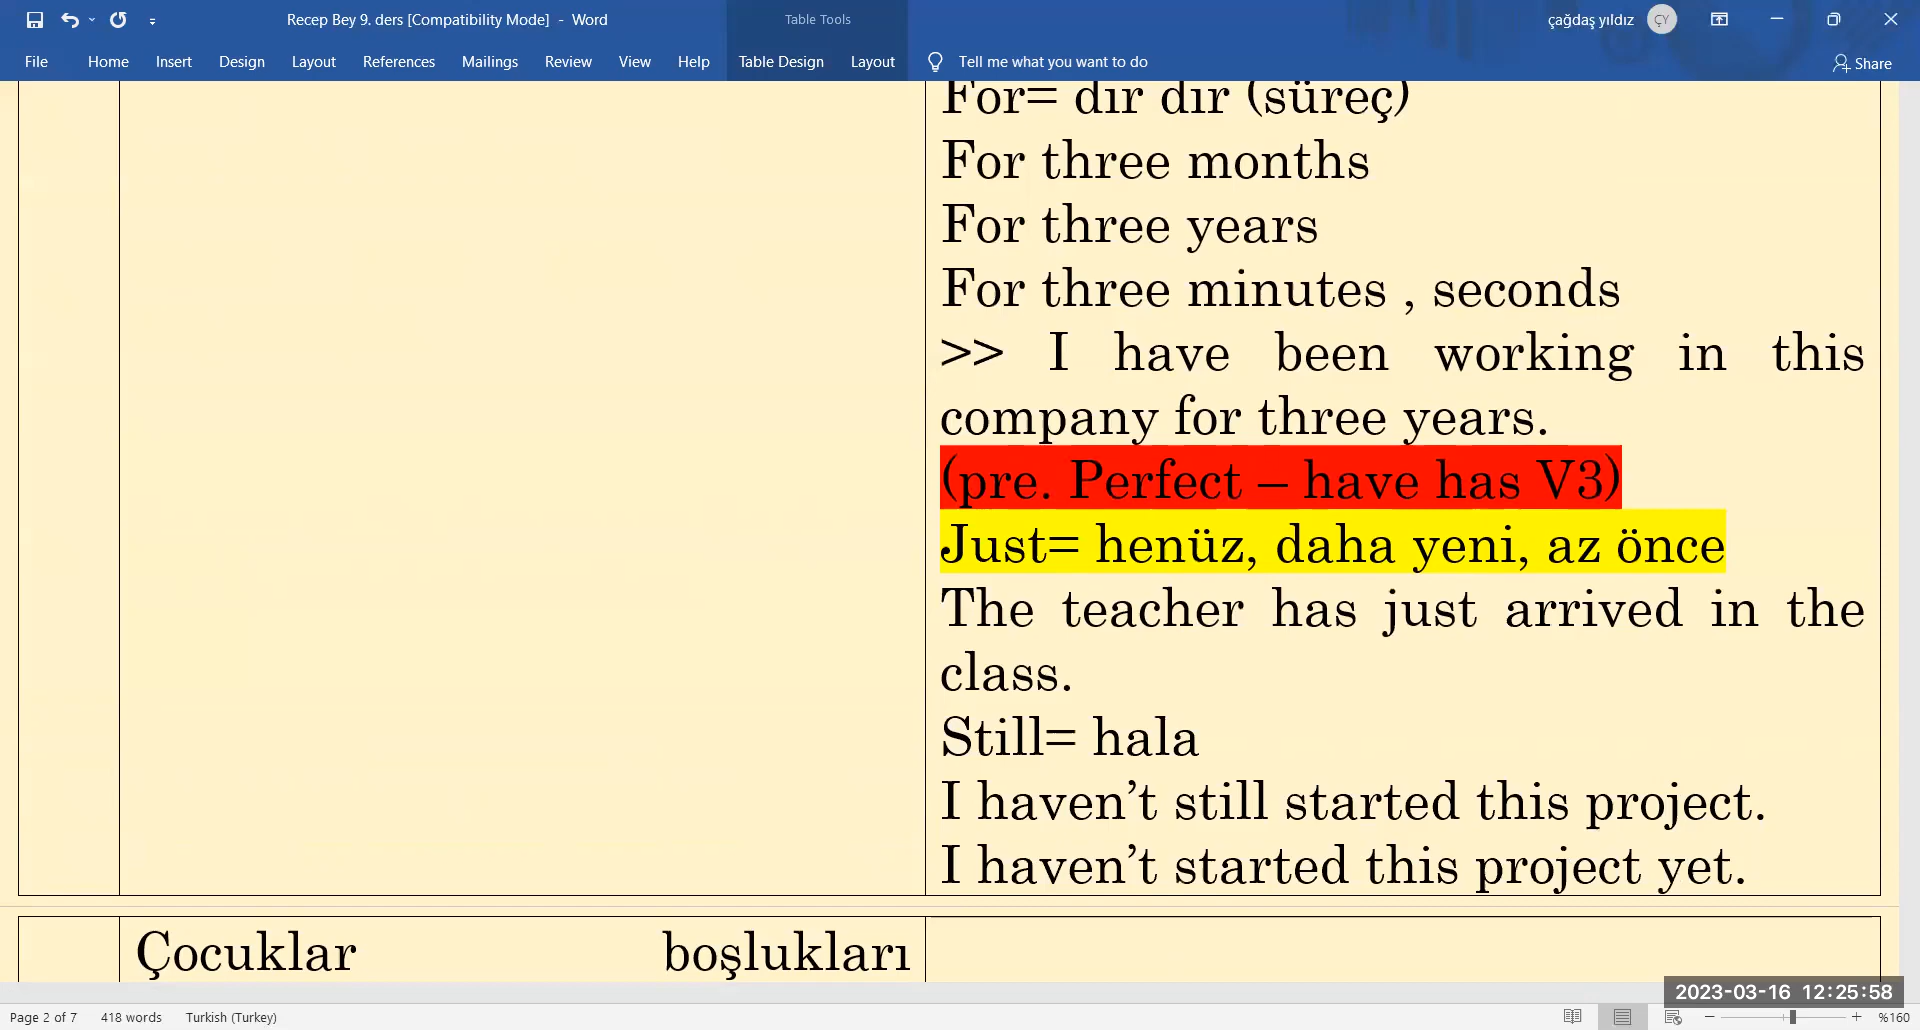 Recep Bey 9. ders [Compatibility Mode] - Word
Table Tools
çağdaş yıldız
ÇY
File Home Insert Design Layout References Mailings Review View Help Table Design Layout Tell me what you want to do Share
For= dır dır (süreç)
For three months
For three years
For three minutes , seconds
>> I have been working in this
company for three years.
(pre. Perfect – have has V3)
Just= henüz, daha yeni, az önce
The teacher has just arrived in the
class.
Still= hala
I haven’t still started this project.
I haven’t started this project yet.
Çocuklar boşlukları
2023-03-16 12:25:58
Page 2 of 7 418 words Turkish (Turkey) %160